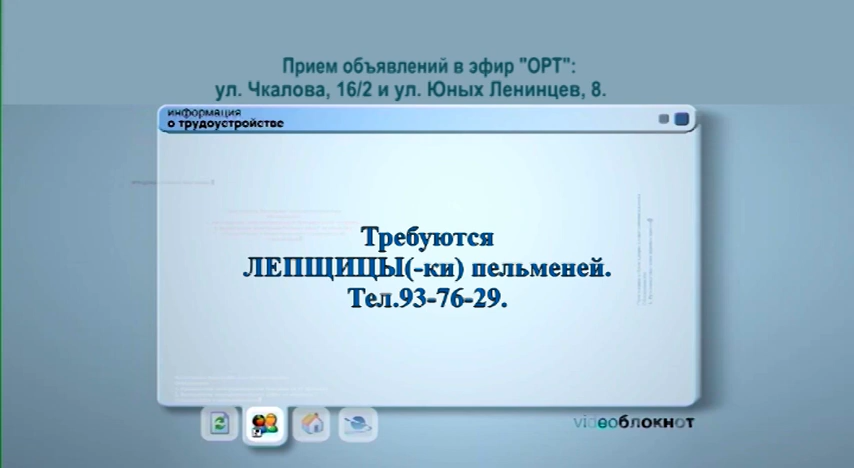 Прием объявлений в эфир "ОРТ":
ул. Чкалова, 16/2 и ул. Юных Ленинцев, 8.
информация
о трудоустройстве
Требуются
ЛЕПЩИЦЫ(-ки) пельменей.
Тел.93-76-29.
videoблокнот